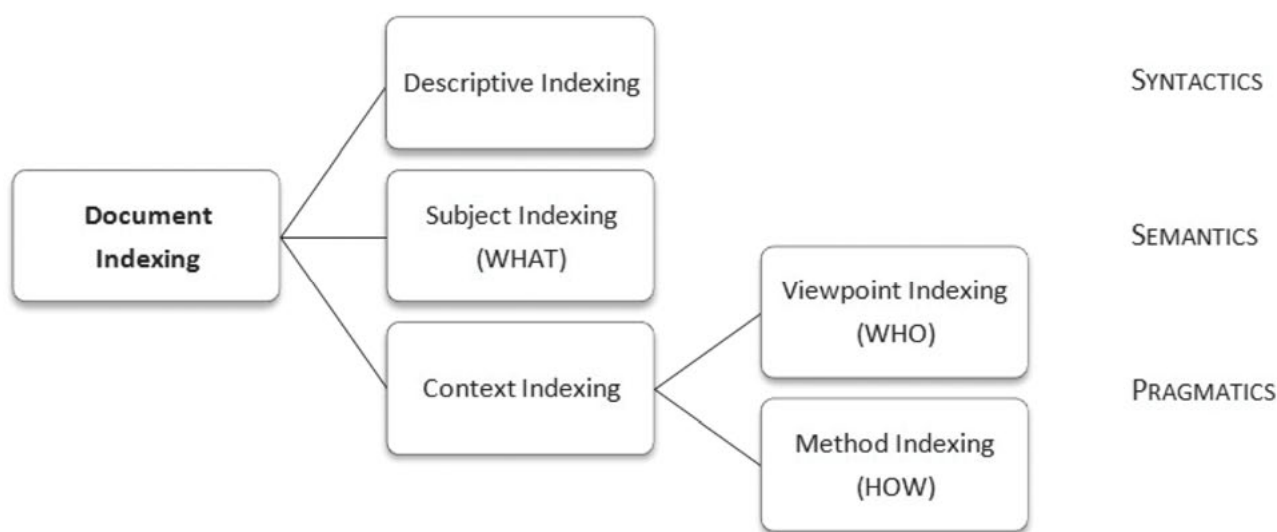 Descriptive Indexing
SYNTACTICS
Document
Indexing
Subject Indexing
(WHAT)
SEMANTICS
Viewpoint Indexing
(WHO)
Context Indexing
PRAGMATICS
Method Indexing
(HOW)